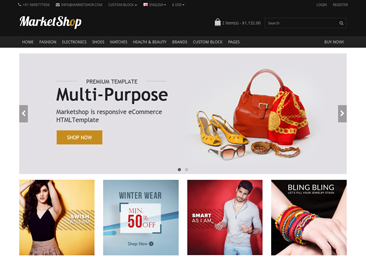 +91 9898777656 INFO@MARKETSHOP.COM CUSTOM BLOCK ENGLISH $ USD LOGIN REGISTER
MarketShop
2 item(s) - $1,132.00 Search
HOME FASHION ELECTRONICS SHOES WATCHES HEALTH & BEAUTY BRANDS CUSTOM BLOCK PAGES BUY NOW!
PREMIUM TEMPLATE
Multi-Purpose
Marketshop is responsive eCommerce
HTMLTemplate
SHOP NOW
WINTER WEAR
MIN
50%
OFF
Shop Now
SMART
AS I AM
BLING BLING